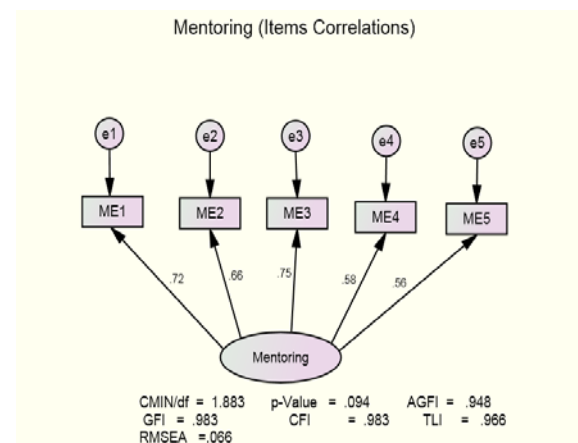 Mentoring (Items Correlations)
e1 e2 e3 e4 e5
ME1 ME2 ME3 ME4 ME5
.72 .66 .75 .58 .56
Mentoring
CMIN/df = 1.883 p-Value = .094 AGFI = .948
GFI = .983 CFI = .983 TLI = .966
RMSEA =.066